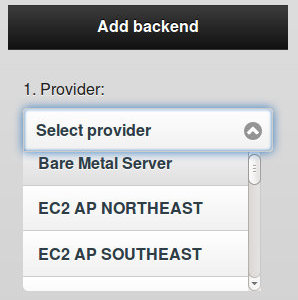 Add backend
1. Provider:
Select provider
Bare Metal Server
EC2 AP NORTHEAST
EC2 AP SOUTHEAST